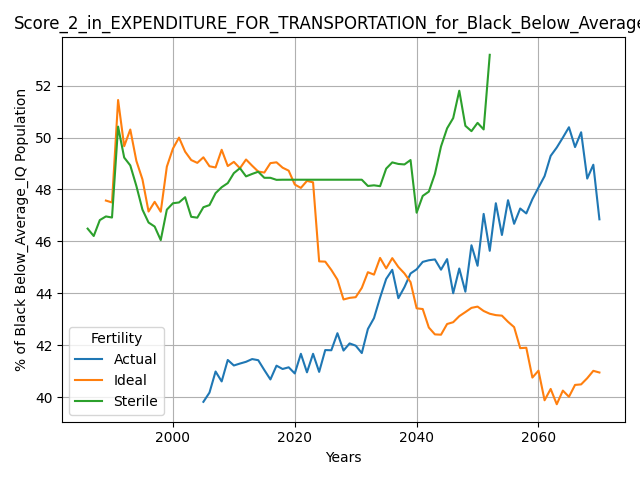 Score_2_in_EXPENDITURE_FOR_TRANSPORTATION_for_Black_Below_Average
% of Black Below_Average_IQ Population
52
50
48
46
44
42
40
Fertility
Actual
Ideal
Sterile
2000 2020 2040 2060
Years